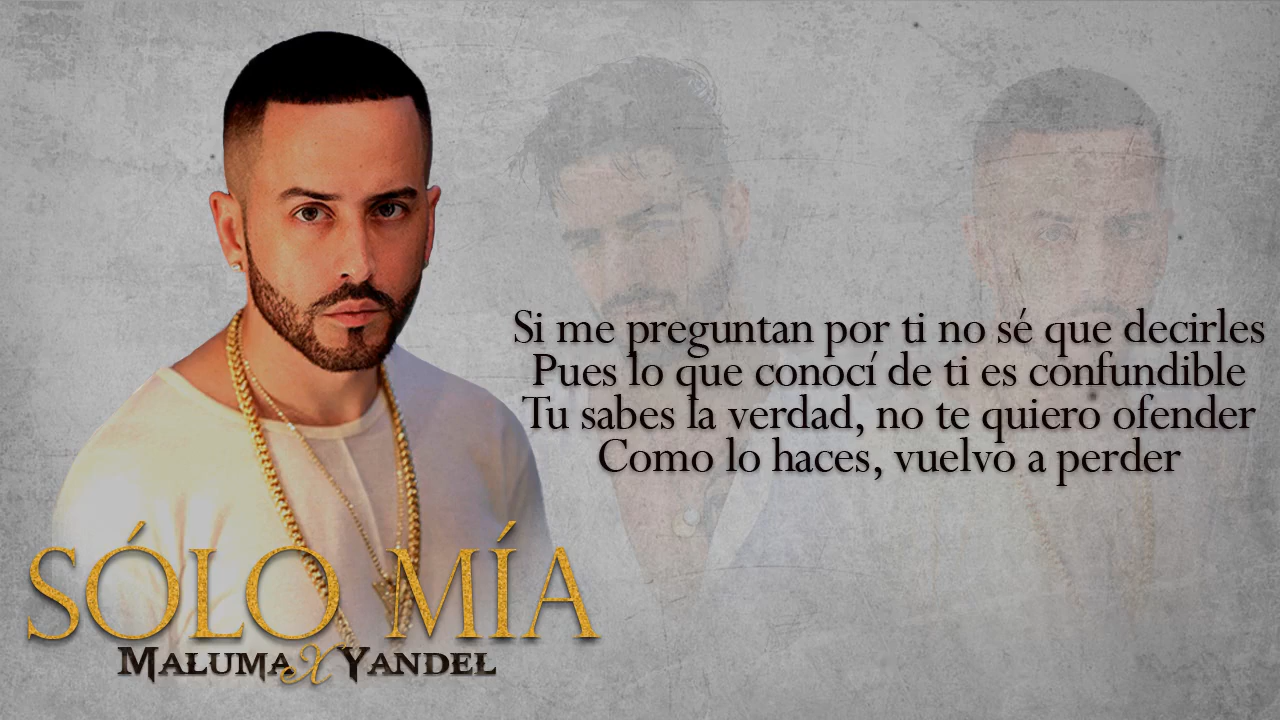 Si me preguntan por ti no sé que decirles
Pues lo que conocí de ti es confundible
Tu sabes la verdad, no te quiero ofender
Como lo haces, vuelvo a perder
SÓLO MÍA
MALUMA X YANDEL